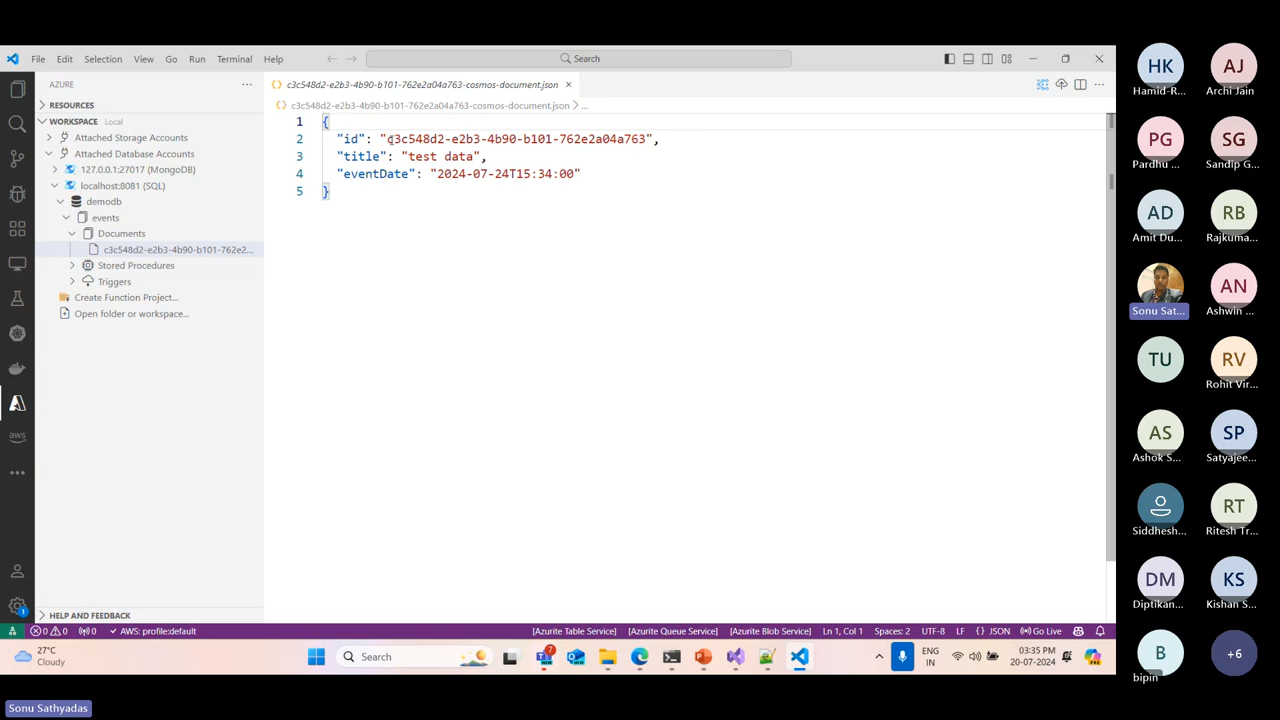 File Edit Selection View Go Run Terminal Help
Search
AZURE
RESOURCES
WORKSPACE Local
Attached Storage Accounts
Attached Database Accounts
127.0.0.1:27017 (MongoDB)
localhost:8081 (SQL)
demodb
events
Documents
c3c548d2-e2b3-4b90-b101-762e2...
Stored Procedures
Triggers
Create Function Project...
Open folder or workspace...
HELP AND FEEDBACK
aws
1
c3c548d2-e2b3-4b90-b101-762e2a04a763-cosmos-document.json
c3c548d2-e2b3-4b90-b101-762e2a04a763-cosmos-document.json > ...
1 {
2 "id": "c3c548d2-e2b3-4b90-b101-762e2a04a763",
3 "title": "test data",
4 "eventDate": "2024-07-24T15:34:00"
5 }
0 0 0 AWS: profile:default
[Azurite Table Service] [Azurite Queue Service] [Azurite Blob Service] Ln 1, Col 1 Spaces: 2 UTF-8 LF {} JSON Go Live
27°C
Cloudy
Search
7
ENG
IN
03:35 PM
20-07-2024
HK
Hamid-R...
AJ
Archi Jain
PG
Pardhu ...
SG
Sandip G...
AD
Amit Du...
RB
Rajkuma...
Sonu Sat...
AN
Ashwin ...
TU
RV
Rohit Vir...
AS
Ashok S...
SP
Satyajee...
Siddhesh...
RT
Ritesh Tr...
DM
Diptikan...
KS
Kishan S...
B
bipin
+6
Sonu Sathyadas